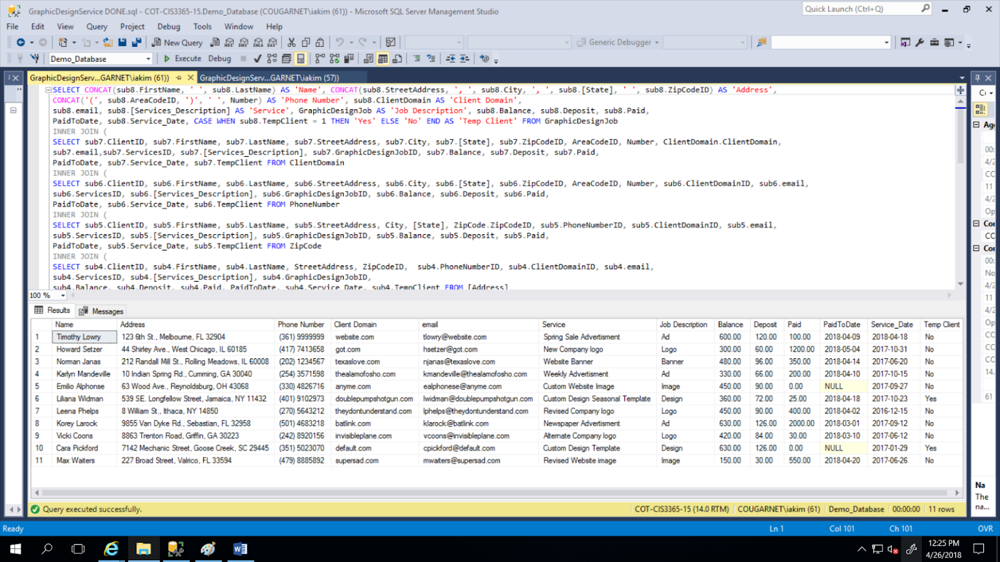 GraphicDesignService DONE.sql - COT-CIS3365-15.Demo_Database (COUGARNET\iakim (61)) - Microsoft SQL Server Management Studio
Quick Launch (Ctrl+Q)
File Edit View Query Project Debug Tools Window Help
New Query
Generic Debugger
Demo_Database
Execute Debug
GraphicDesignServ...GARNET\iakim (61)) GraphicDesignServ...GARNET\iakim (57))
SELECT CONCAT(sub8.FirstName, ' ', sub8.LastName) AS 'Name', CONCAT(sub8.StreetAddress, ', ', sub8.City, ', ', sub8.[State], ' ', sub8.ZipCodeID) AS 'Address',
CONCAT('(', sub8.AreaCodeID, ')', ' ', Number) AS 'Phone Number', sub8.ClientDomain AS 'Client Domain',
sub8.email, sub8.[Services_Description] AS 'Service', GraphicDesignJob AS 'Job Description', sub8.Balance, sub8.Deposit, sub8.Paid,
PaidToDate, sub8.Service_Date, CASE WHEN sub8.TempClient = 1 THEN 'Yes' ELSE 'No' END AS 'Temp Client' FROM GraphicDesignJob
INNER JOIN (
SELECT sub7.ClientID, sub7.FirstName, sub7.LastName, sub7.StreetAddress, sub7.City, sub7.[State], sub7.ZipCodeID, AreaCodeID, Number, ClientDomain.ClientDomain,
sub7.email,sub7.ServicesID, sub7.[Services_Description], sub7.GraphicDesignJobID, sub7.Balance, sub7.Deposit, sub7.Paid,
PaidToDate, sub7.Service_Date, sub7.TempClient FROM ClientDomain
INNER JOIN (
SELECT sub6.ClientID, sub6.FirstName, sub6.LastName, sub6.StreetAddress, sub6.City, sub6.[State], sub6.ZipCodeID, AreaCodeID, Number, sub6.ClientDomainID, sub6.email,
sub6.ServicesID, sub6.[Services_Description], sub6.GraphicDesignJobID, sub6.Balance, sub6.Deposit, sub6.Paid,
PaidToDate, sub6.Service_Date, sub6.TempClient FROM PhoneNumber
INNER JOIN (
SELECT sub5.ClientID, sub5.FirstName, sub5.LastName, sub5.StreetAddress, City, [State], ZipCode.ZipCodeID, sub5.PhoneNumberID, sub5.ClientDomainID, sub5.email,
sub5.ServicesID, sub5.[Services_Description], sub5.GraphicDesignJobID, sub5.Balance, sub5.Deposit, sub5.Paid,
PaidToDate, sub5.Service_Date, sub5.TempClient FROM ZipCode
INNER JOIN (
SELECT sub4.ClientID, sub4.FirstName, sub4.LastName, StreetAddress, ZipCodeID, sub4.PhoneNumberID, sub4.ClientDomainID, sub4.email,
sub4.ServicesID, sub4.[Services_Description], sub4.GraphicDesignJobID,
sub4.Balance, sub4.Deposit, sub4.Paid, PaidToDate, sub4.Service_Date, sub4.TempClient FROM [Address]
100 %
Results Messages
Name Address Phone Number Client Domain email Service Job Description Balance Deposit Paid PaidToDate Service_Date Temp Client
1 Timothy Lowry 123 6th St., Melbourne, FL 32904 (361) 9999999 website.com tlowry@website.com Spring Sale Advertisment Ad 600.00 120.00 100.00 2018-04-09 2018-04-18 No
2 Howard Setzer 44 Shirley Ave., West Chicago, IL 60185 (417) 7413658 got.com hsetzer@got.com New Company logo Logo 300.00 60.00 1200.00 2018-05-04 2017-10-31 No
3 Norman Janas 212 Randall Mill St., Rolling Meadows, IL 60008 (202) 1234567 texaslove.com njanas@texaslove.com Website Banner Banner 480.00 96.00 350.00 2018-04-14 2017-06-20 No
4 Karlyn Mandeville 10 Indian Spring Rd., Cumming, GA 30040 (254) 3571598 thealamofosho.com kmandeville@thealamofosho.com Weekly Advertisment Ad 330.00 66.00 200.00 2018-04-10 2017-10-15 No
5 Emilio Alphonse 63 Wood Ave., Reynoldsburg, OH 43068 (330) 4826716 anyme.com ealphonese@anyme.com Custom Website Image Image 450.00 90.00 0.00 NULL 2017-09-27 No
6 Liliana Widman 539 SE. Longfellow Street, Jamaica, NY 11432 (401) 9102973 doublepumpshotgun.com lwidman@doublepumpshotgun.com Custom Design Seasonal Template Design 360.00 72.00 25.00 2018-04-18 2017-10-23 Yes
7 Leena Phelps 8 William St., Ithaca, NY 14850 (270) 5643212 theydontunderstand.com lphelps@theydontunderstand.com Revised Company logo Logo 450.00 90.00 400.00 2018-04-02 2016-12-15 No
8 Korey Larock 9855 Van Dyke Rd., Sebastian, FL 32958 (501) 4683218 batlink.com klarock@batlink.com Newspaper Advertisment Ad 630.00 126.00 2000.00 2018-03-01 2017-09-12 No
9 Vicki Coons 8863 Trenton Road, Griffin, GA 30223 (242) 8920156 invisibleplane.com vcoons@invisibleplane.com Alternate Company logo Logo 420.00 84.00 30.00 2018-03-10 2017-06-12 No
10 Cara Pickford 7142 Mechanic Street, Goose Creek, SC 29445 (351) 5023070 default.com cpickford@default.com Custom Design Template Design 630.00 126.00 0.00 NULL 2017-01-29 Yes
11 Max Waiters 227 Broad Street, Valrico, FL 33594 (479) 8885892 supersad.com mwaiters@supersad.com Revised Website image Image 150.00 30.00 550.00 2018-04-20 2017-06-26 No
Query executed successfully. COT-CIS3365-15 (14.0 RTM) COUGARNET\iakim (61) Demo_Database 00:00:00 11 rows
Na
The
na...
Ready Ln 1 Col 101 Ch 101 OVR
12:25 PM
4/26/2018